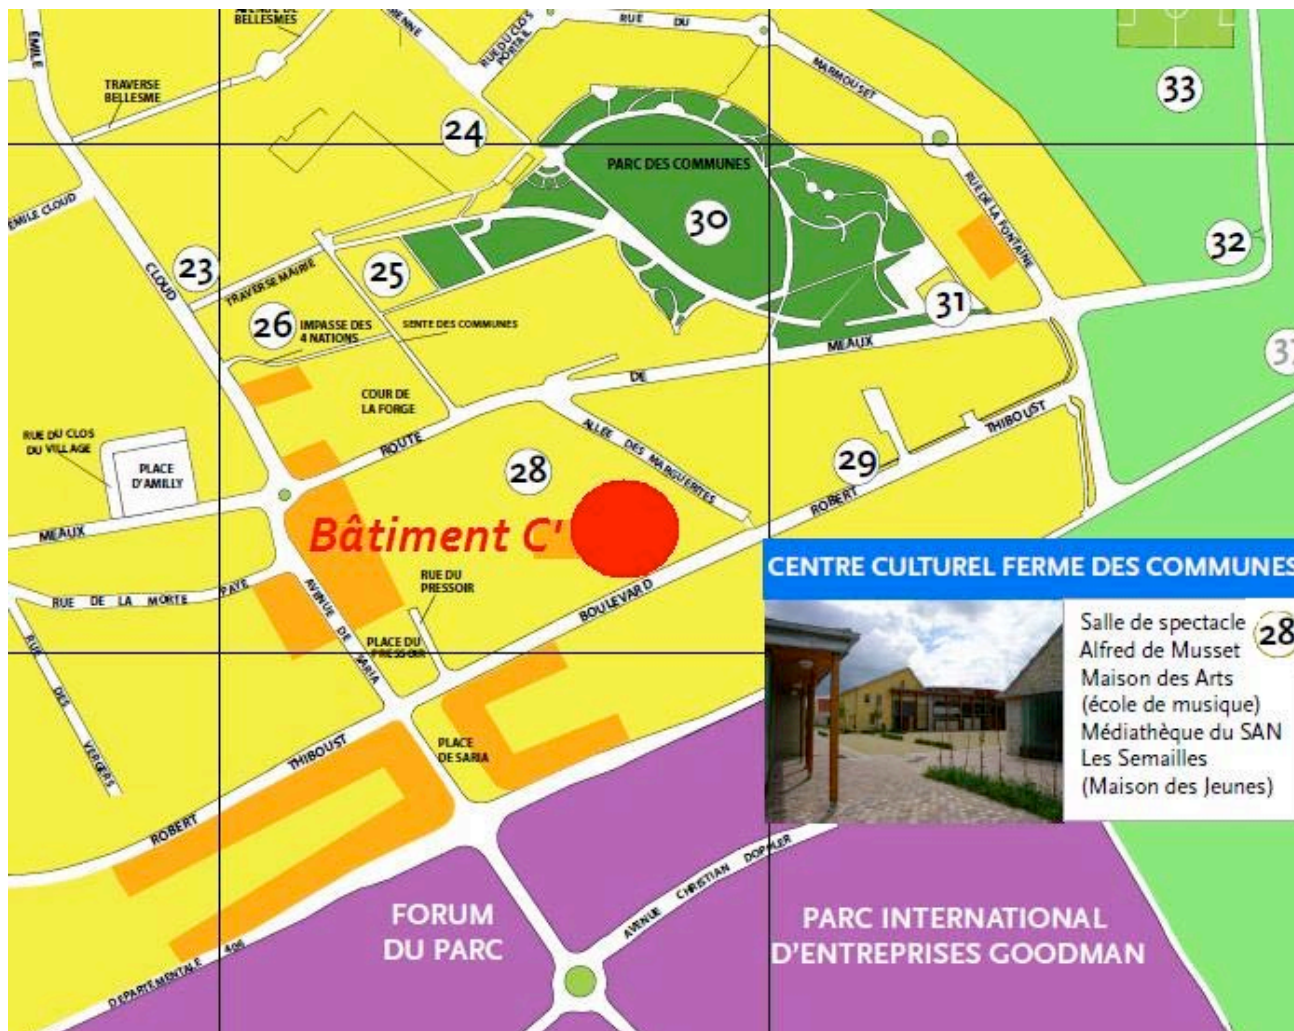 ÉMILE
AVENUE DE
BELLESMES
RUE DU CLOS
PORTAIL
RUE DU
MARMOUSET
33
TRAVERSE
BELLESME
24
PARC DES COMMUNES
RUE DE LA FONTAINE
EMILE CLOUD
30
32
23
CLOUD
TRAVERSE MAIRIE
25
31
26
IMPASSE DES
4 NATIONS
SENTE DES COMMUNES
MEAUX
37
DE
COUR DE
LA FORGE
ROUTE
ALLEE DES MARGUERITES
THIBOUST
RUE DU CLOS
DU VILLAGE
PLACE
D'AMILLY
28
29
ROBERT
MEAUX
Bâtiment C'
RUE DU
PRESSOIR
BOULEVARD
CENTRE CULTUREL FERME DES COMMUNES
RUE DE LA MORTE PAYE
AVENUE DE SARIA
PLACE DU
PRESSOIR
Salle de spectacle
28
Alfred de Musset
Maison des Arts
(école de musique)
Médiathèque du SAN
Les Semailles
(Maison des Jeunes)
RUE DES VERGERS
THIBOUST
PLACE
DE SARIA
ROBERT
AVENUE CHRISTIAN DOPPLER
FORUM
DU PARC
PARC INTERNATIONAL
D'ENTREPRISES GOODMAN
DEPARTEMENTALE 406